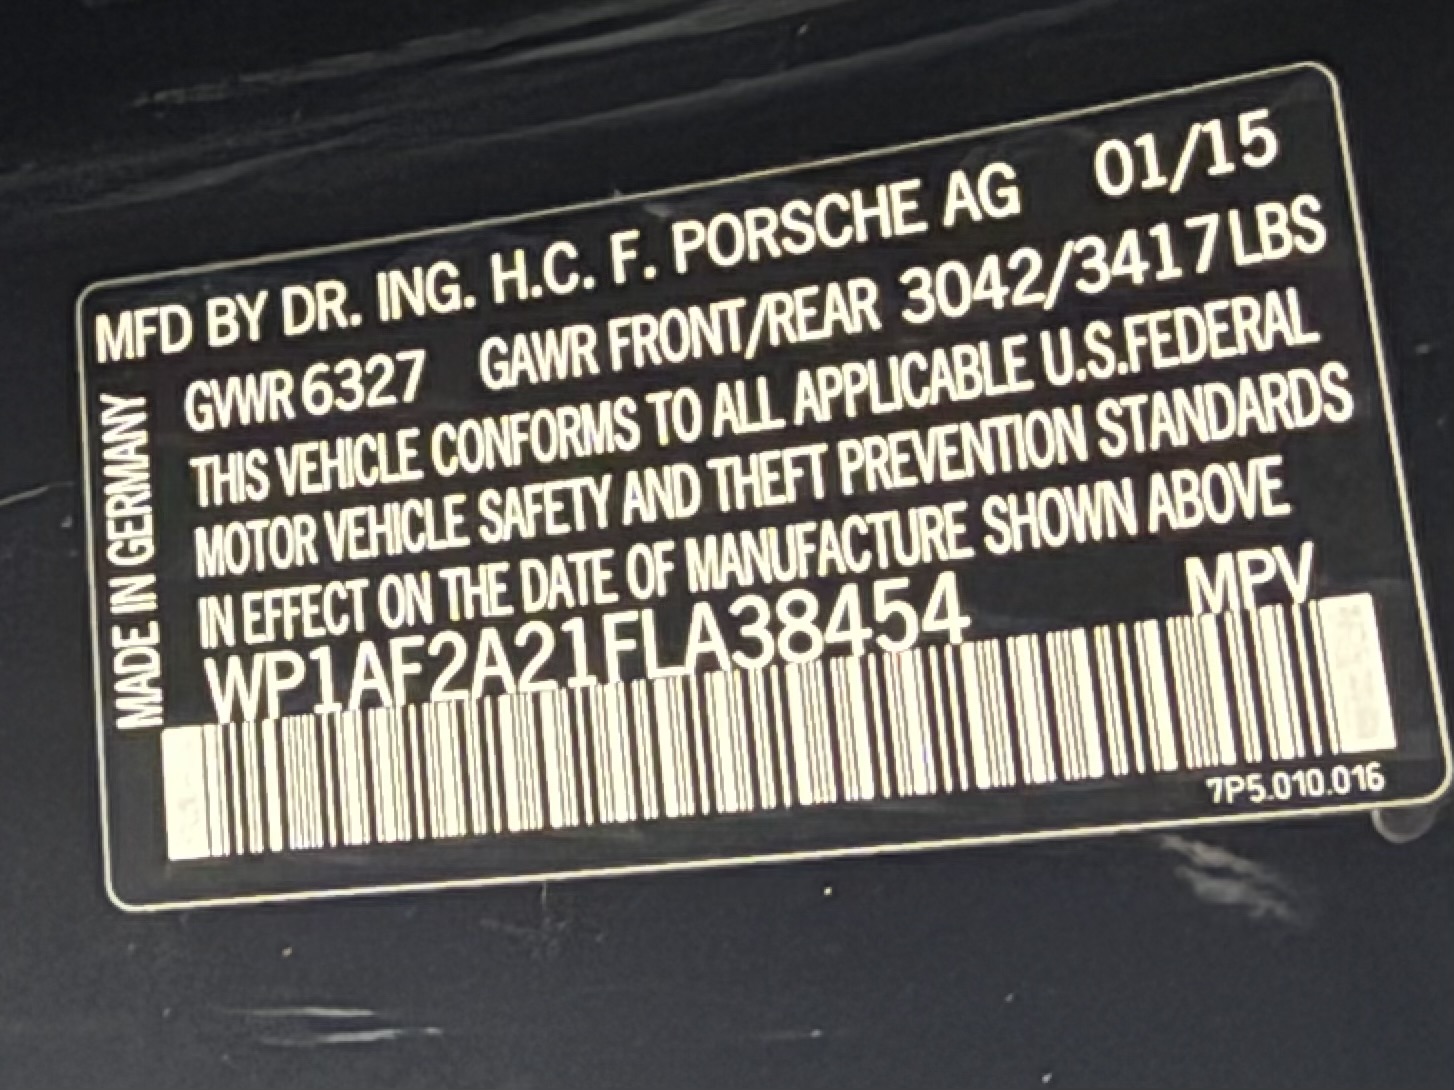 MFD BY DR. ING. H.C. F. PORSCHE AG 01/15
GVWR 6327 GAWR FRONT/REAR 3042/3417LBS
THIS VEHICLE CONFORMS TO ALL APPLICABLE U.S.FEDERAL
MOTOR VEHICLE SAFETY AND THEFT PREVENTION STANDARDS
IN EFFECT ON THE DATE OF MANUFACTURE SHOWN ABOVE
WP1AF2A21FLA38454 MPV
7P5.010.016
MADE IN GERMANY